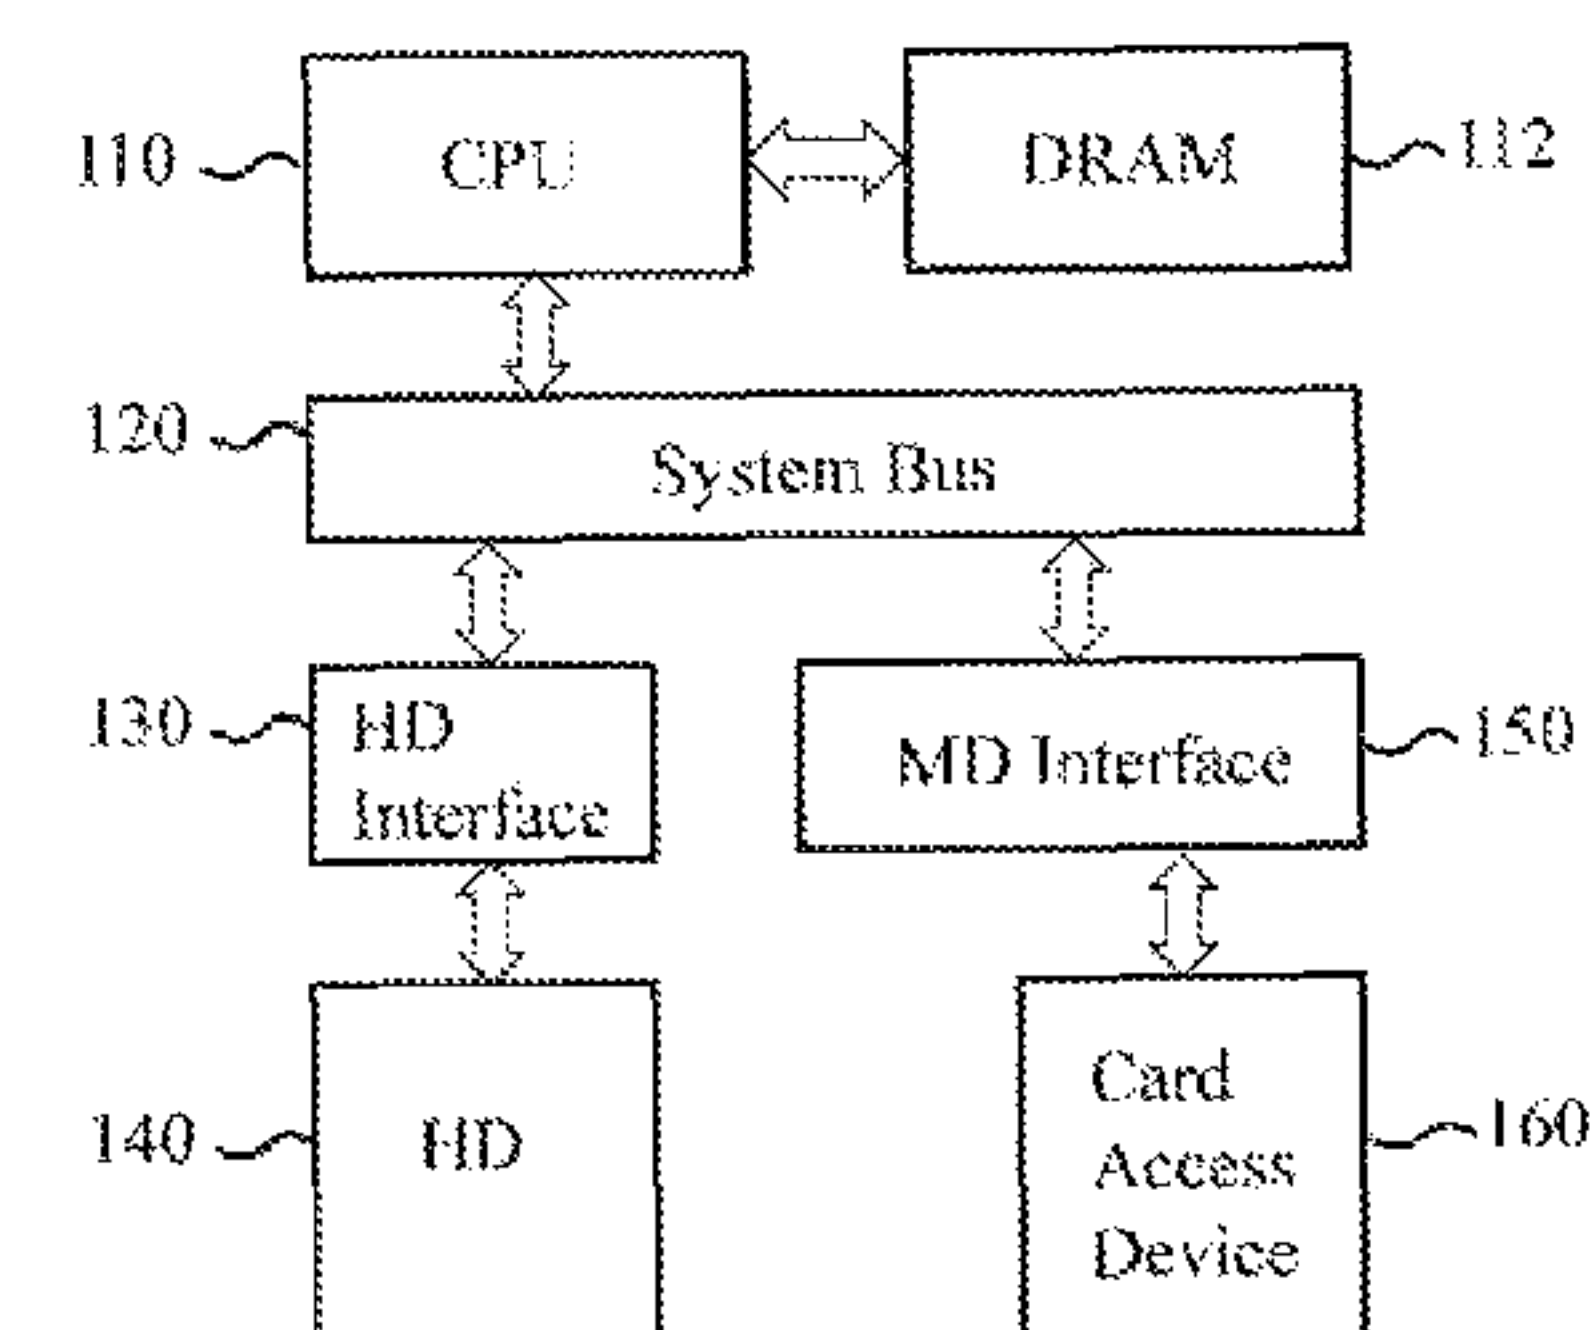 110 CPU DRAM 112
120 System Bus
130 HD
Interface
MD Interface 150
140 HD
Card
Access
Device
160